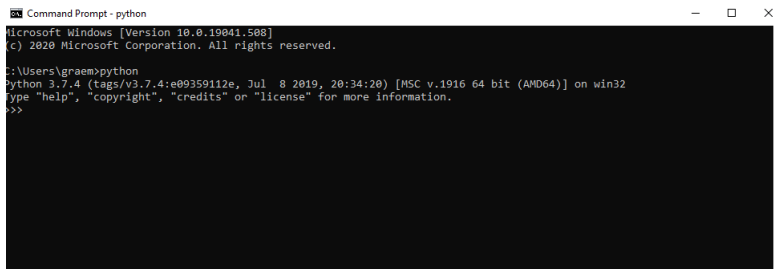 Command Prompt - python
Microsoft Windows [Version 10.0.19041.508]
(c) 2020 Microsoft Corporation. All rights reserved.
C:\Users\graem>python
Python 3.7.4 (tags/v3.7.4:e09359112e, Jul  8 2019, 20:34:20) [MSC v.1916 64 bit (AMD64)] on win32
Type "help", "copyright", "credits" or "license" for more information.
>>>